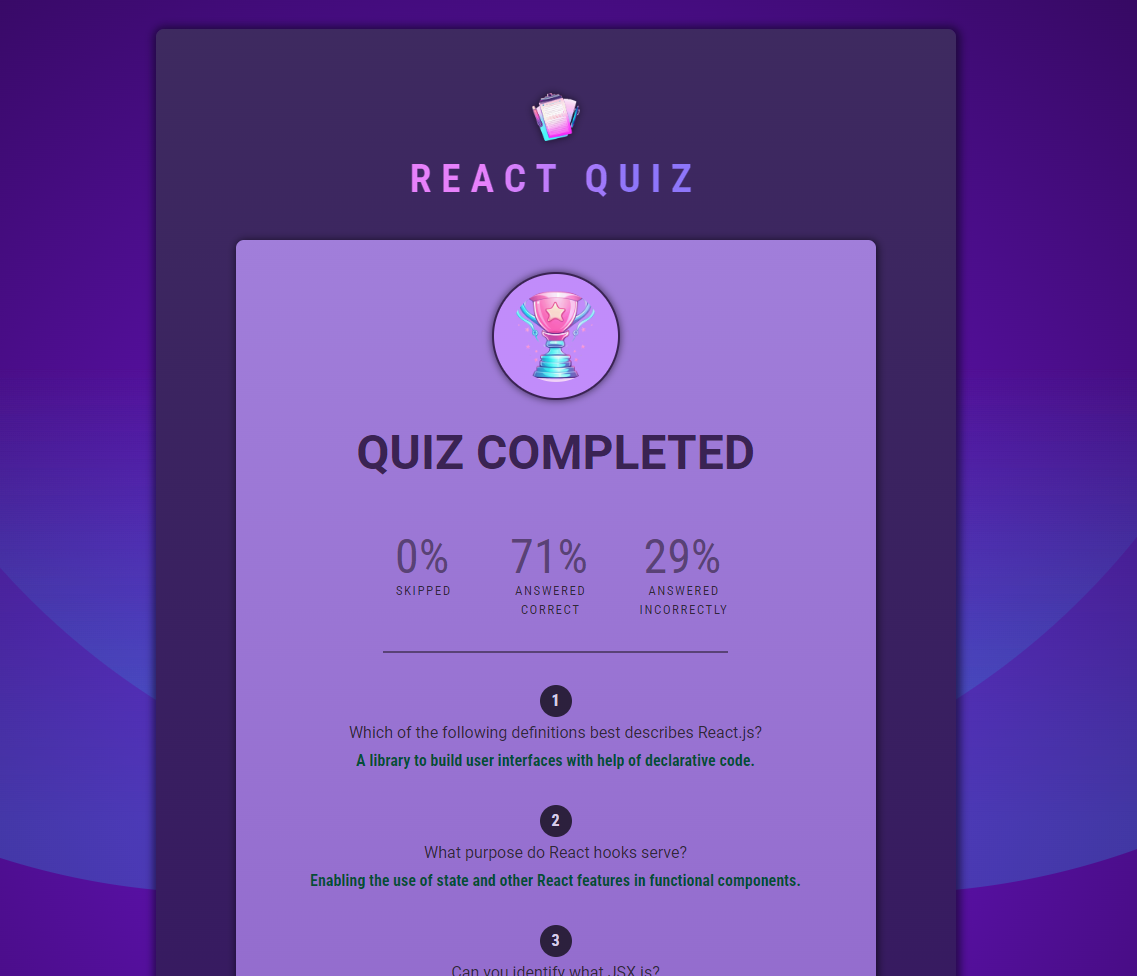 REACT QUIZ
QUIZ COMPLETED
0% 71% 29%
SKIPPED ANSWERED ANSWERED
CORRECT INCORRECTLY
1
Which of the following definitions best describes React.js?
A library to build user interfaces with help of declarative code.
2
What purpose do React hooks serve?
Enabling the use of state and other React features in functional components.
3
Can you identify what JSX is?